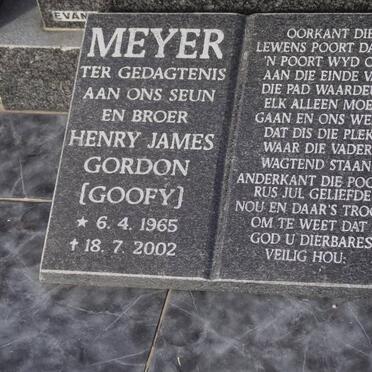 EVAN
MEYER
TER GEDAGTENIS
AAN ONS SEUN
EN BROER
HENRY JAMES
GORDON
[GOOFY]
★ 6. 4. 1965
✝ 18. 7. 2002
OORKANT DIE
LEWENS POORT DA
'N POORT WYD O
AAN DIE EINDE VA
DIE PAD WAARDEU
ELK ALLEEN MOE
GAAN EN ONS WE
DAT DIS DIE PLEK
WAAR DIE VADER
WAGTEND STAAN
ANDERKANT DIE POO
RUS JUL GELIEFDE
NOU EN DAAR'S TROO
OM TE WEET DAT
GOD U DIERBARES
VEILIG HOU: